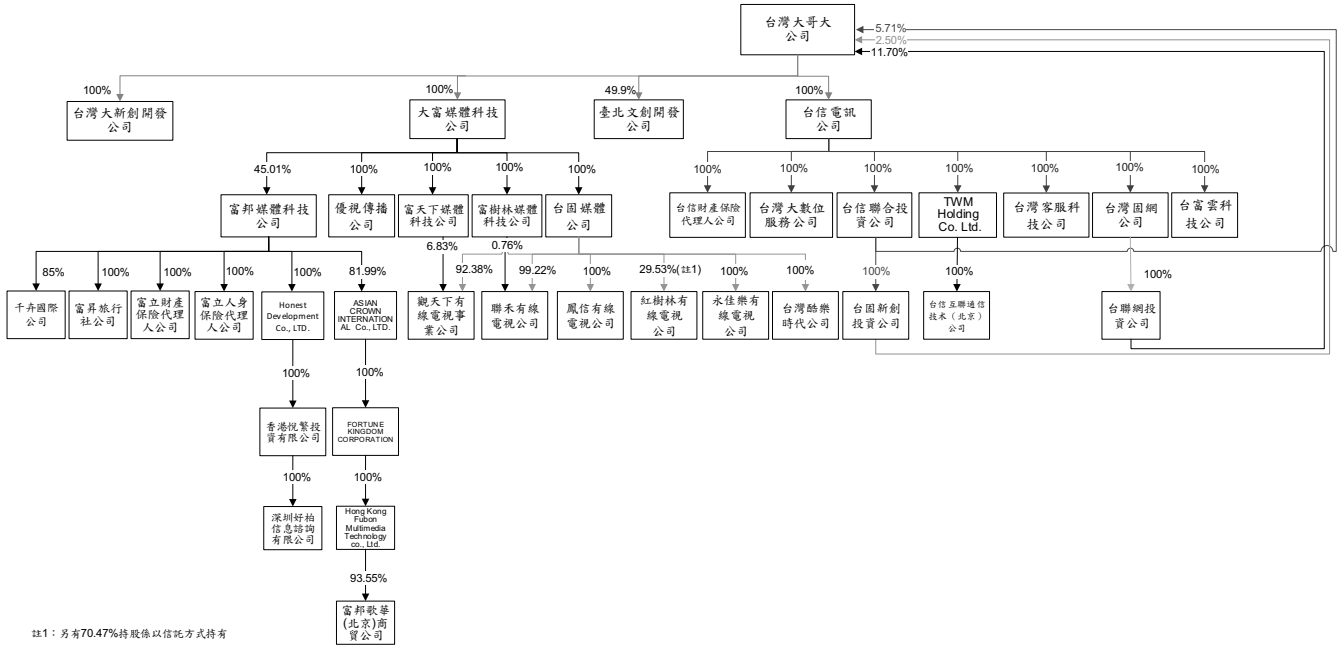 台灣大哥大
公司
5.71%
2.50%
11.70%
100%
100%
49.9%
100%
台灣大新創開發
公司
大富媒體科技
公司
臺北文創開發
公司
台信電訊
公司
45.01%
100%
100%
100%
100%
100%
100%
100%
100%
100%
100%
100%
富邦媒體科技
公司
優視傳播
公司
富天下媒體
科技公司
富樹林媒體
科技公司
台固媒體
公司
台信財產保險
代理人公司
台灣大數位
服務公司
台信聯合投
資公司
TWM
Holding
Co. Ltd.
台灣客服科
技公司
台灣固網
公司
台富雲科
技公司
85%
100%
100%
100%
100%
81.99%
6.83%
92.38%
0.76%
99.22%
100%
29.53%(註1)
100%
100%
100%
100%
100%
千卉國際
公司
富昇旅行
社公司
富立財產
保險代理
人公司
富立人身
保險代理
人公司
Honest
Development
Co., LTD.
ASIAN
CROWN
INTERNATION
AL Co., LTD.
觀天下有
線電視事
業公司
聯禾有線
電視公司
鳳信有線
電視公司
紅樹林有
線電視
公司
永佳樂有
線電視
公司
台灣酷樂
時代公司
台固新創
投資公司
台信互聯通信
技术（北京）
公司
台聯網投
資公司
100%
100%
香港悅繁投
資有限公司
FORTUNE
KINGDOM
CORPORATION
100%
100%
深圳好柏
信息諮詢
有限公司
Hong Kong
Fubon
Multimedia
Technology
co., Ltd.
93.55%
富邦歌華
(北京)商
貿公司
註1：另有70.47%持股係以信託方式持有